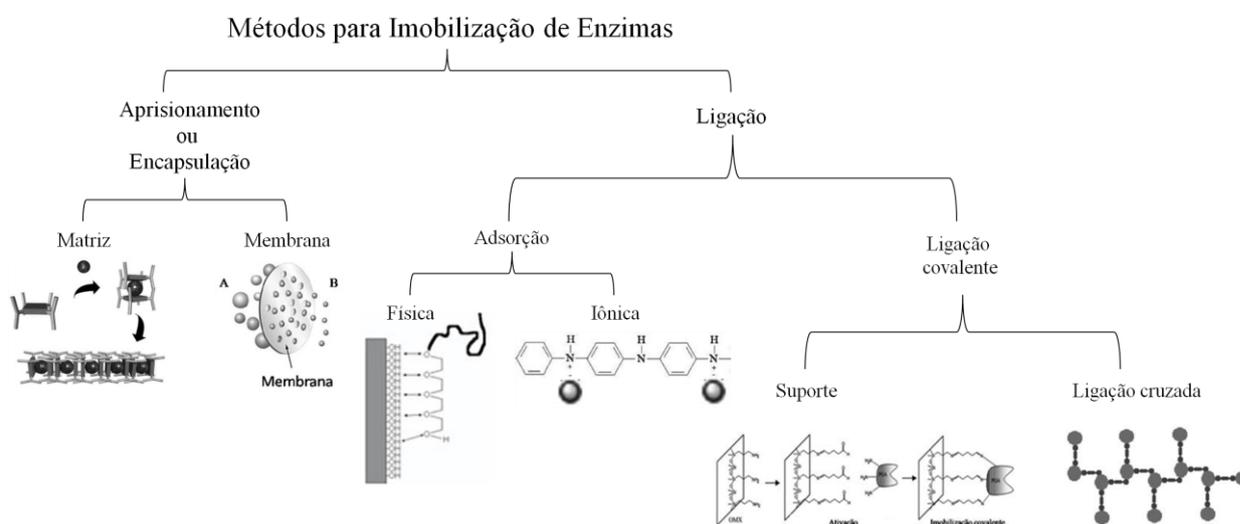 Métodos para Imobilização de Enzimas
Aprisionamento
ou
Encapsulação
Ligação
Matriz
Membrana
Adsorção
Ligação
covalente
A
B
Membrana
Física
Iônica
H
H
H
N
N
N
Suporte
Ligação cruzada
OMX
Ativação
Imobilização covalente